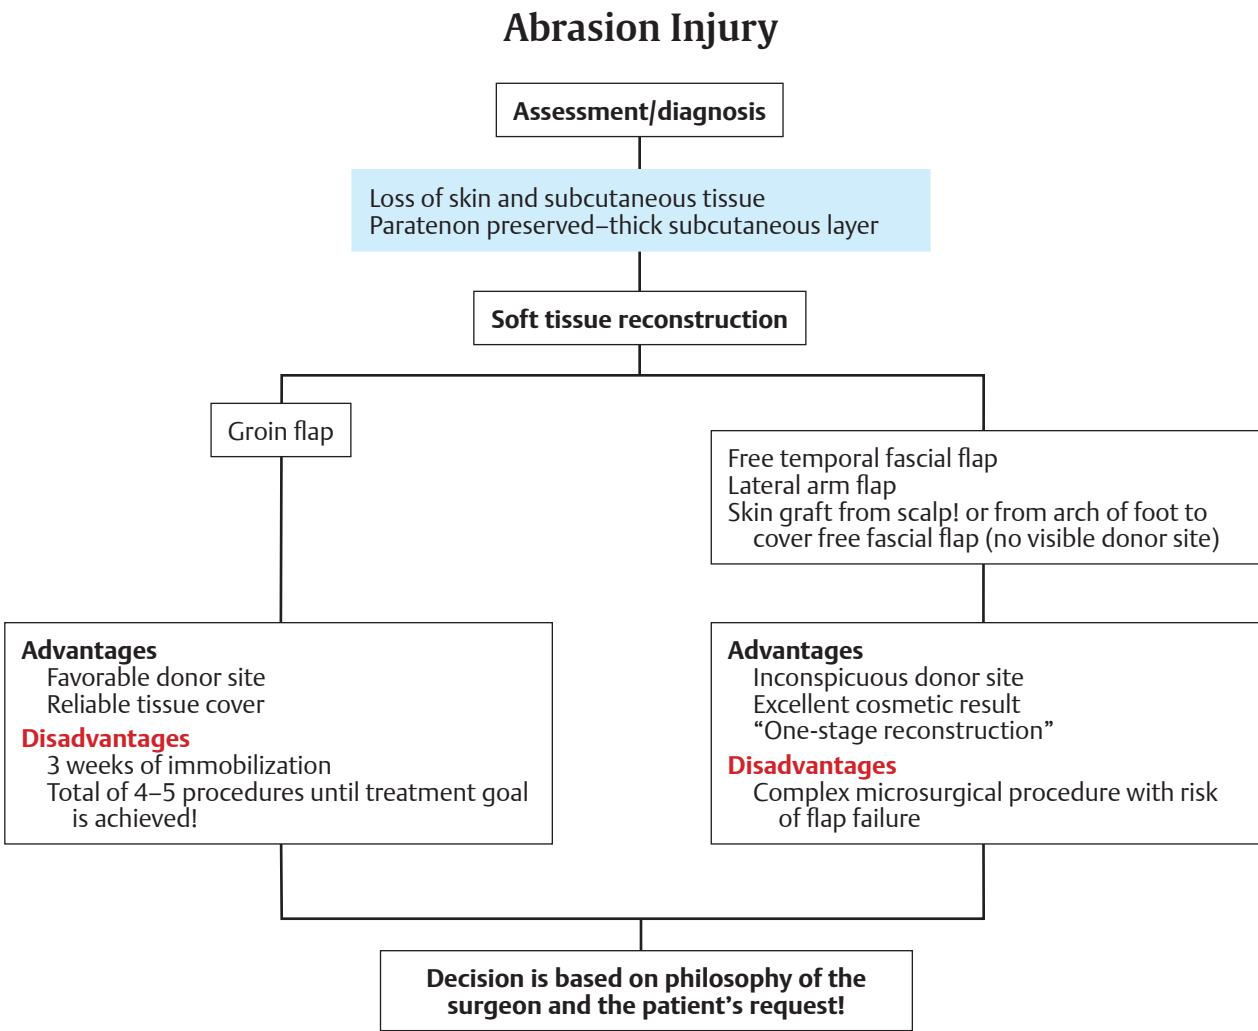 Abrasion Injury
Assessment/diagnosis
Loss of skin and subcutaneous tissue
Paratenon preserved–thick subcutaneous layer
Soft tissue reconstruction
Groin flap
Free temporal fascial flap
Lateral arm flap
Skin graft from scalp! or from arch of foot to
cover free fascial flap (no visible donor site)
Advantages
Favorable donor site
Reliable tissue cover
Disadvantages
3 weeks of immobilization
Total of 4–5 procedures until treatment goal
is achieved!
Advantages
Inconspicuous donor site
Excellent cosmetic result
“One-stage reconstruction”
Disadvantages
Complex microsurgical procedure with risk
of flap failure
Decision is based on philosophy of the
surgeon and the patient’s request!